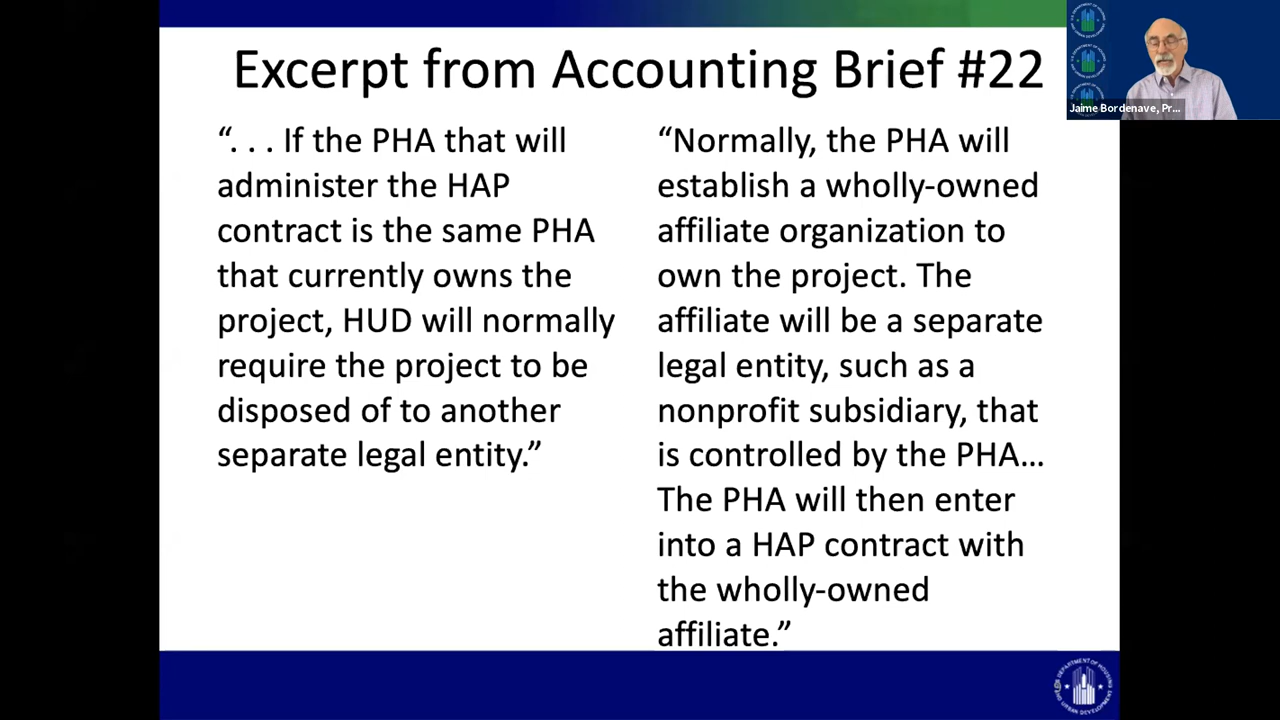 Excerpt from Accounting Brief #22
“. . . If the PHA that will
administer the HAP
contract is the same PHA
that currently owns the
project, HUD will normally
require the project to be
disposed of to another
separate legal entity.”
“Normally, the PHA will
establish a wholly-owned
affiliate organization to
own the project. The
affiliate will be a separate
legal entity, such as a
nonprofit subsidiary, that
is controlled by the PHA…
The PHA will then enter
into a HAP contract with
the wholly-owned
affiliate.”
Jaime Bordenave, Pr...